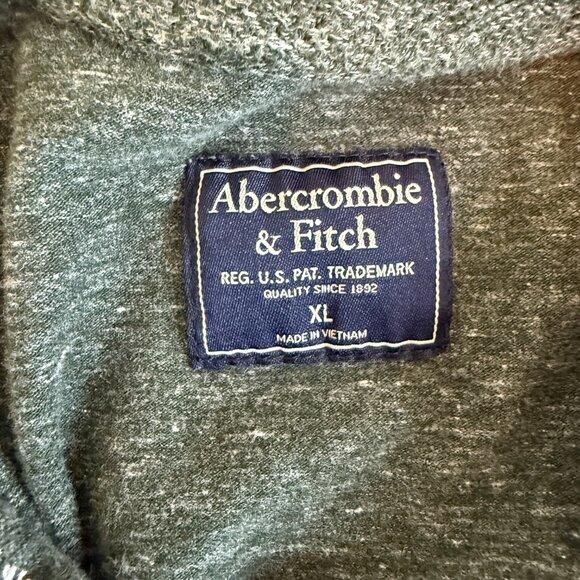 Abercrombie
& Fitch
REG. U.S. PAT. TRADEMARK
QUALITY SINCE 1892
XL
MADE IN VIETNAM